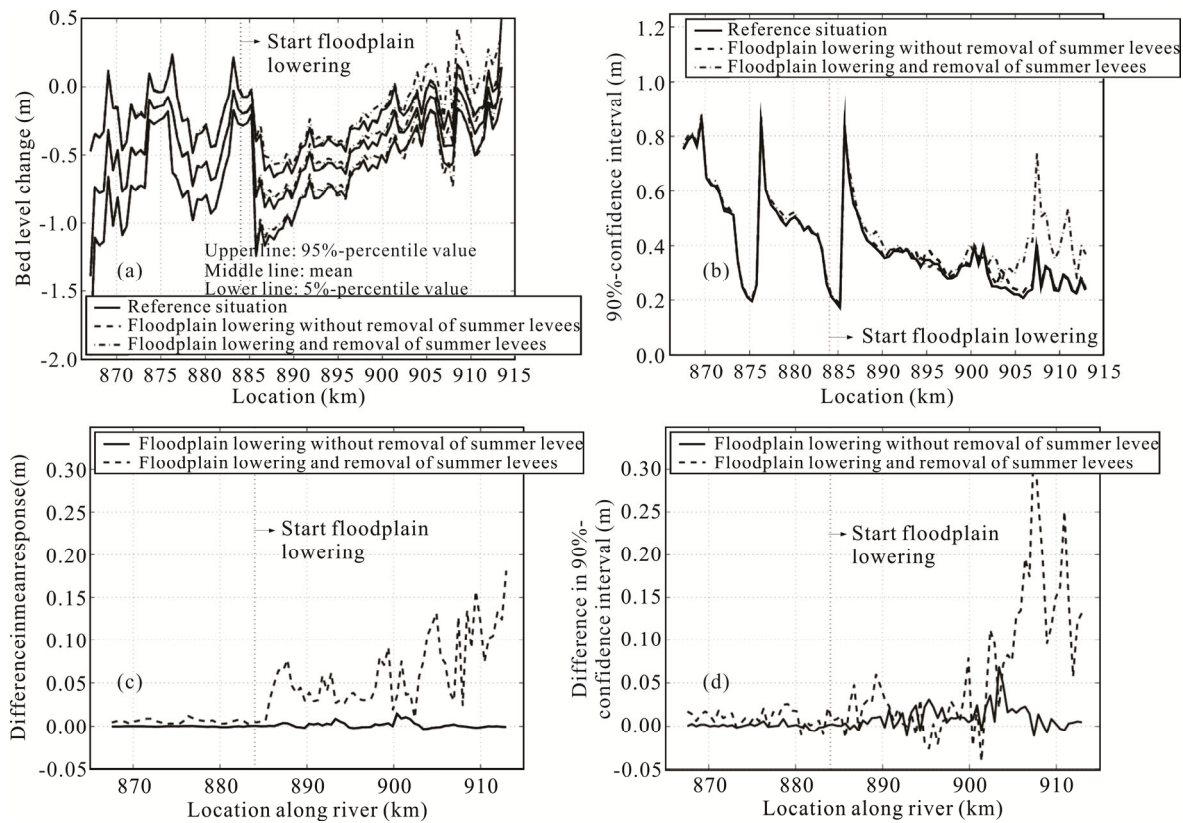 0.5
0.0
-0.5
-1.0
-1.5
-2.0
Bed level change (m)
Start floodplain
lowering
(a)
Upper line: 95%-percentile value
Middle line: mean
Lower line: 5%-percentile value
Reference situation
Floodplain lowering without removal of summer levees
Floodplain lowering and removal of summer levees
870 875 880 885 890 895 900 905 910 915
Location (km)
1.2
1.0
0.8
0.6
0.4
0.2
0.0
90%-confidence interval (m)
Reference situation
Floodplain lowering without removal of summer levees
Floodplain lowering and removal of summer levees
(b)
Start floodplain lowering
870 875 880 885 890 895 900 905 910 915
Location (km)
Floodplain lowering without removal of summer levee
Floodplain lowering and removal of summer levees
0.30
0.25
0.20
0.15
0.10
0.05
0.00
-0.05
Differenceinmeanresponse(m)
Start floodplain
lowering
(c)
870 880 890 900 910
Location along river (km)
Floodplain lowering without removal of summer levee
Floodplain lowering and removal of summer levees
0.30
0.25
0.20
0.15
0.10
0.05
0.00
-0.05
Difference in 90%-
confidence interval (m)
Start floodplain
lowering
(d)
870 880 890 900 910
Location along river (km)